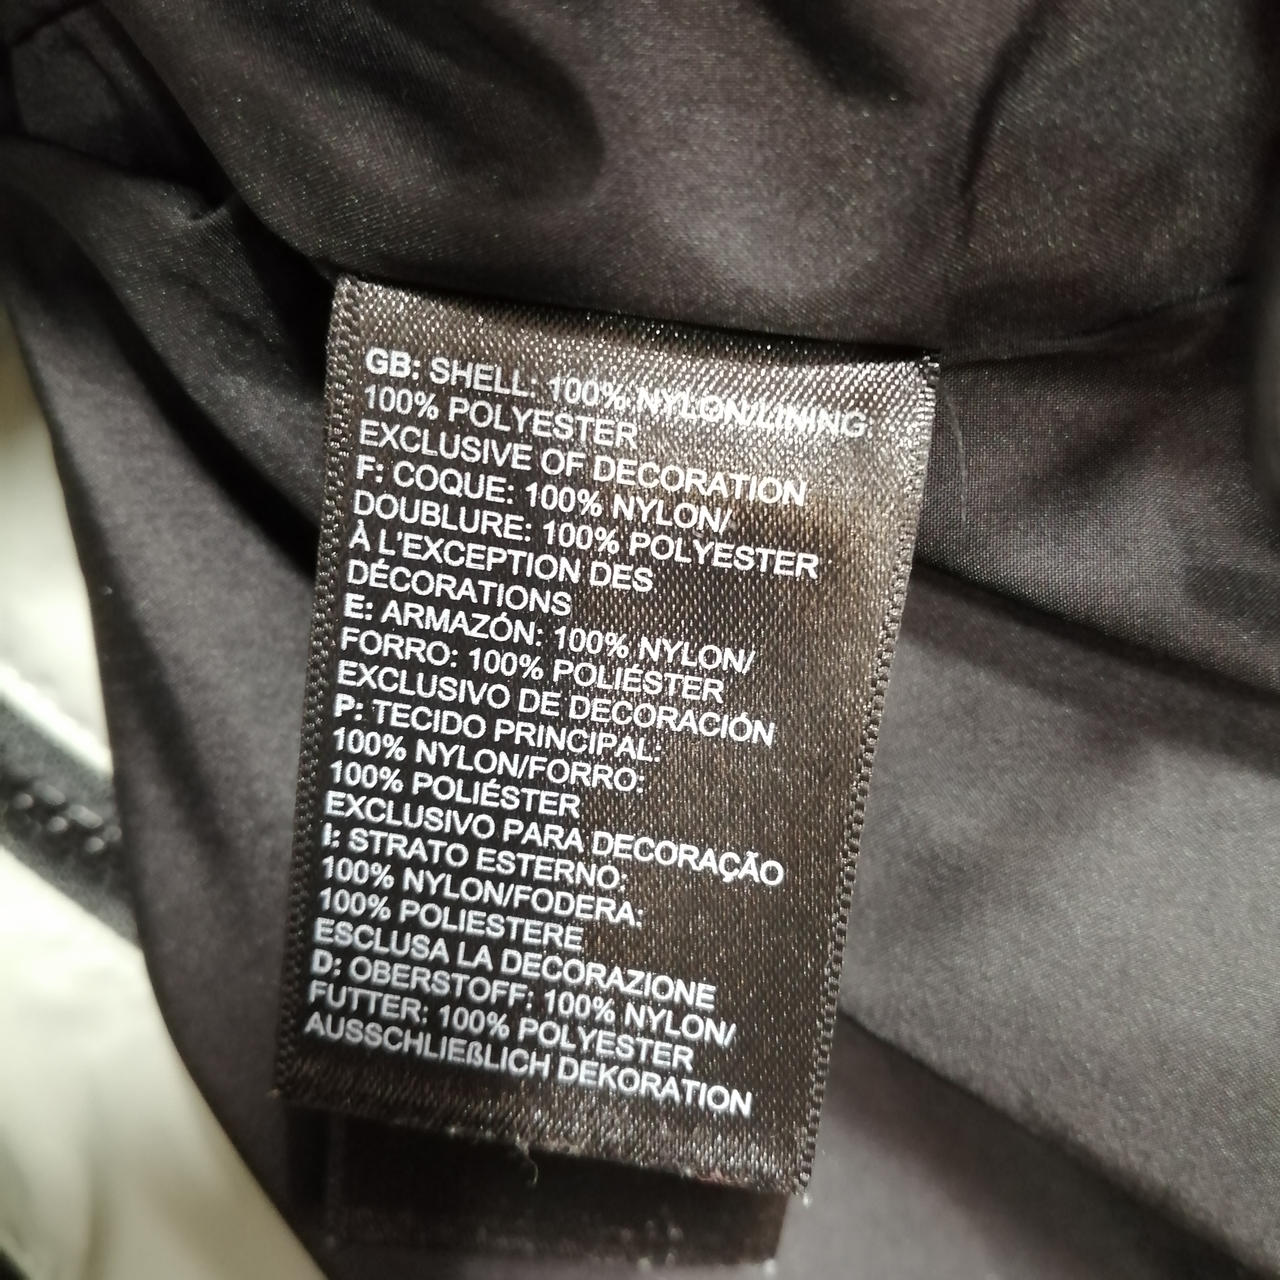 GB: SHELL: 100% NYLON/LINING:
100% POLYESTER
EXCLUSIVE OF DECORATION
F: COQUE: 100% NYLON/
DOUBLURE: 100% POLYESTER
À L'EXCEPTION DES
DÉCORATIONS
E: ARMAZÓN: 100% NYLON/
FORRO: 100% POLIÉSTER
EXCLUSIVO DE DECORACIÓN
P: TECIDO PRINCIPAL:
100% NYLON/FORRO:
100% POLIÉSTER
EXCLUSIVO PARA DECORAÇÃO
I: STRATO ESTERNO:
100% NYLON/FODERA:
100% POLIESTERE
ESCLUSA LA DECORAZIONE
D: OBERSTOFF: 100% NYLON/
FUTTER: 100% POLYESTER
AUSSCHLIEßLICH DEKORATION